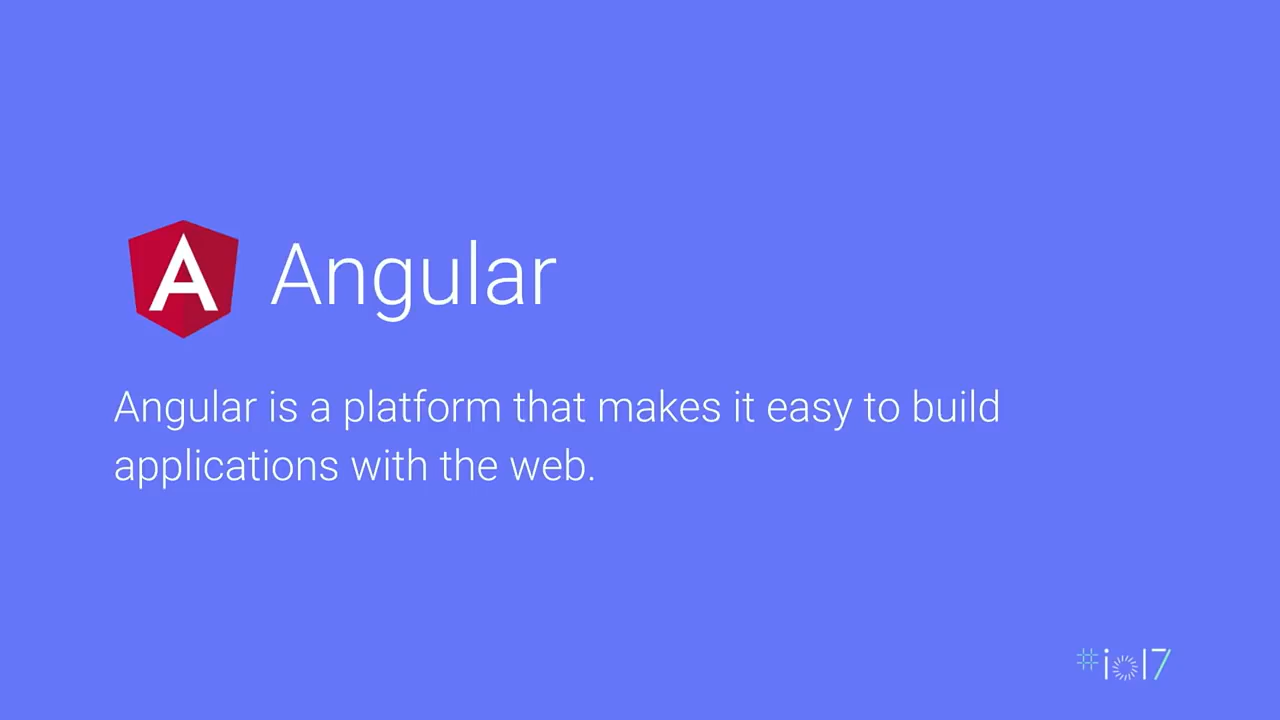 A Angular
Angular is a platform that makes it easy to build
applications with the web.
#io17